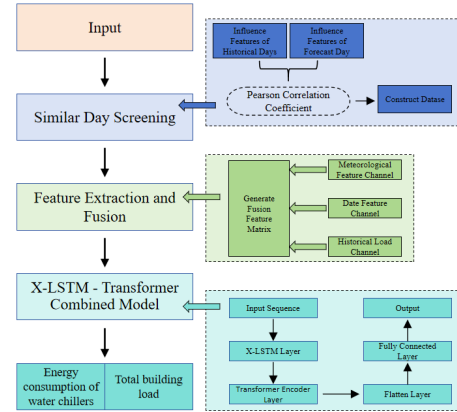 Input
Influence
Features of
Historical Days
Influence
Features of
Forecast Day
Pearson Correlation
Coefficient
Construct Datase
Similar Day Screening
Feature Extraction and
Fusion
Generate
Fusion
Feature
Matrix
Meteorological
Feature Channel
Date Feature
Channel
Historical Load
Channel
X-LSTM - Transformer
Combined Model
Input Sequence
X-LSTM Layer
Transformer Encoder
Layer
Output
Fully Connected
Layer
Flatten Layer
Energy
consumption of
water chillers
Total building
load